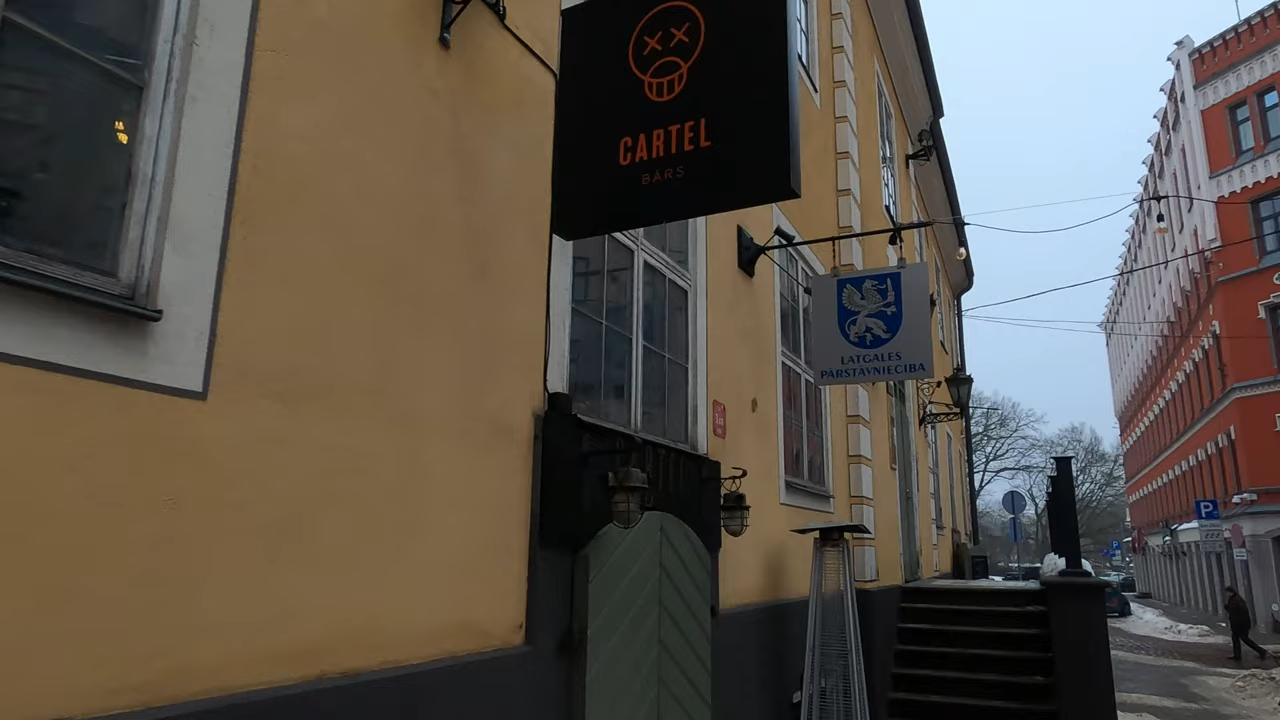 CARTEL
BĀRS
LATGALES
PĀRSTĀVNIECĪBA
P
P